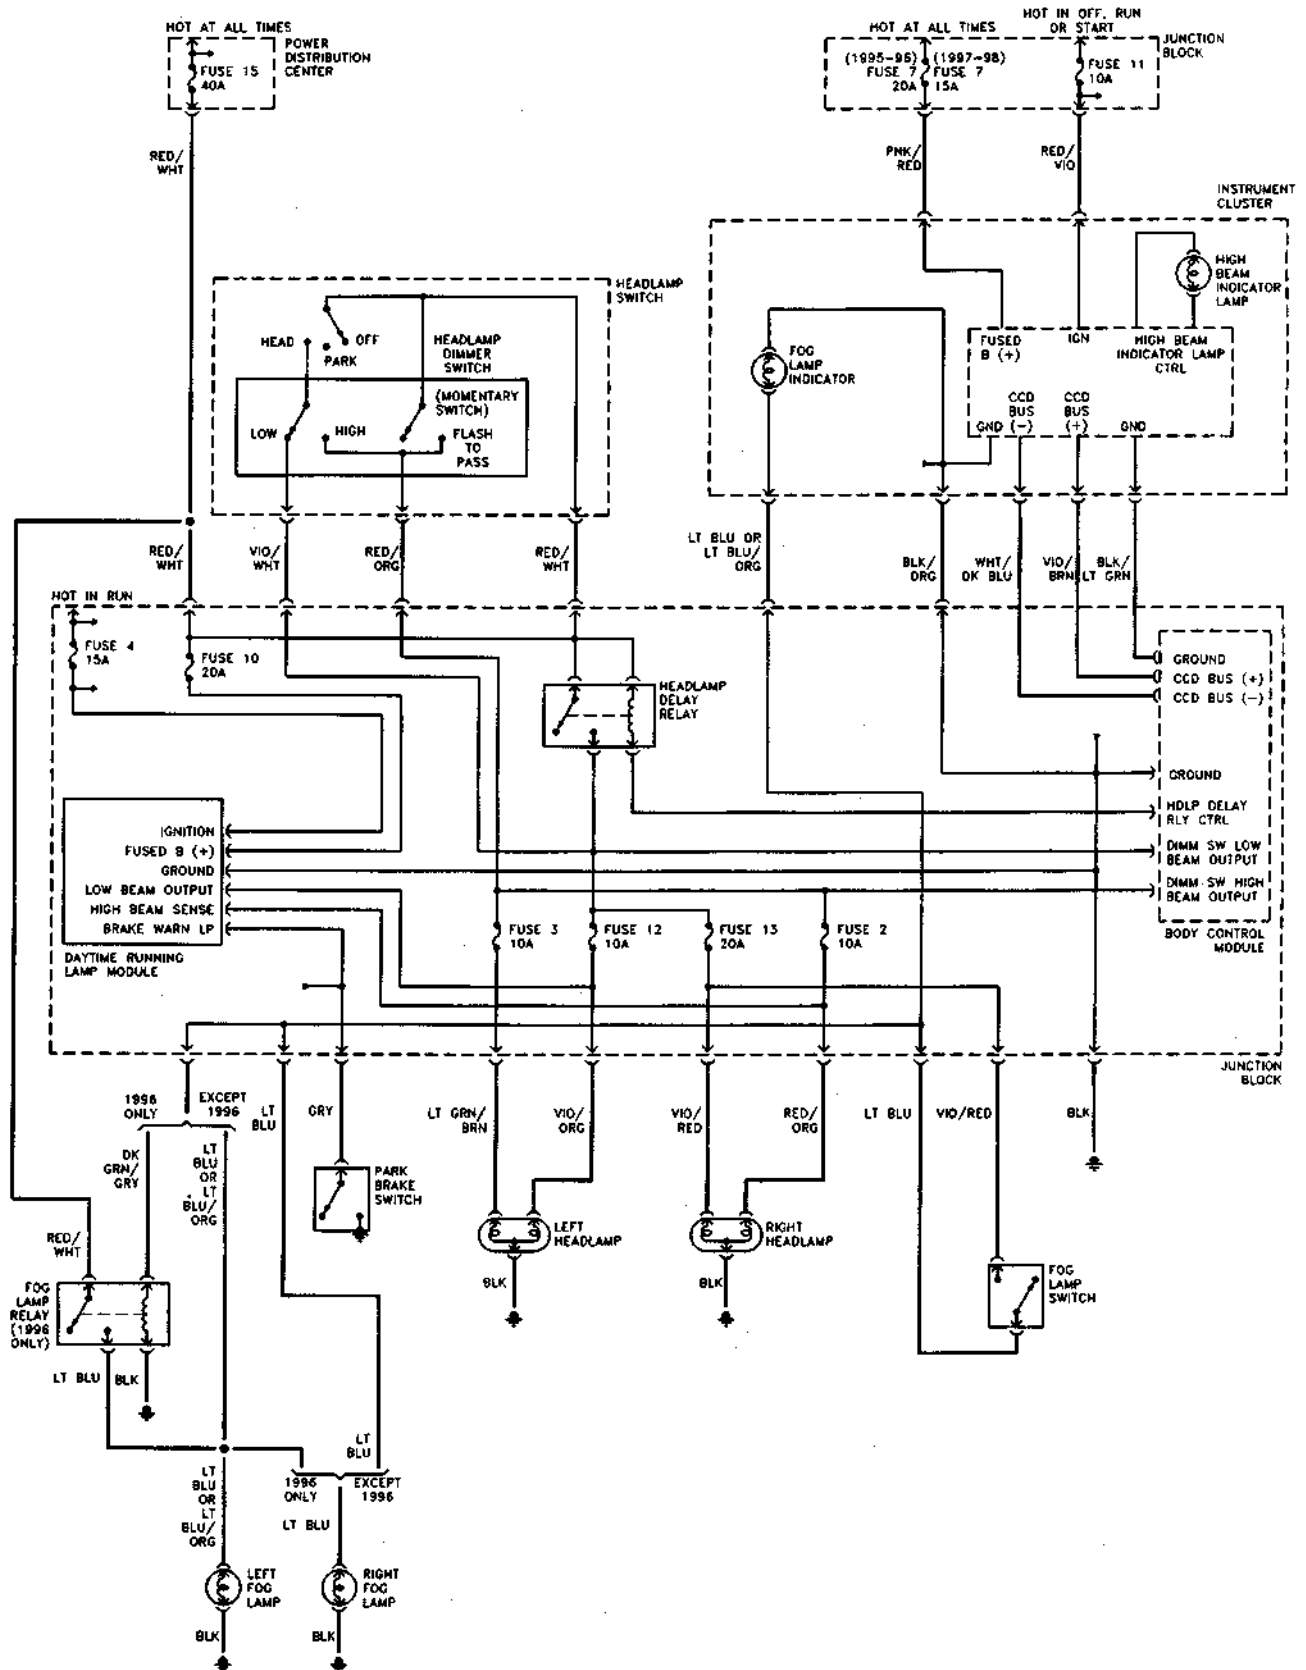 HOT AT ALL TIMES
POWER
DISTRIBUTION
CENTER
FUSE 15
40A
RED/
WHT
HOT AT ALL TIMES
HOT IN OFF, RUN
OR START
JUNCTION
BLOCK
(1995-96)
FUSE 7
20A
(1997-98)
FUSE 7
15A
FUSE 11
10A
PNK/
RED
RED/
VIO
INSTRUMENT
CLUSTER
HIGH
BEAM
INDICATOR
LAMP
FUSED
B (+)
IGN
HIGH BEAM
INDICATOR LAMP
CTRL
FOG
LAMP
INDICATOR
CCD
BUS
(-)
CCD
BUS
(+)
GND
GND
HEADLAMP
SWITCH
HEAD
OFF
PARK
HEADLAMP
DIMMER
SWITCH
(MOMENTARY
SWITCH)
LOW
HIGH
FLASH
TO
PASS
RED/
WHT
VIO/
WHT
RED/
ORG
RED/
WHT
LT BLU OR
LT BLU/
ORG
BLK/
ORG
WHT/
DK BLU
VIO/
BRN
BLK/
LT GRN
HOT IN RUN
FUSE 4
15A
FUSE 10
20A
HEADLAMP
DELAY
RELAY
GROUND
CCD BUS (+)
CCD BUS (-)
GROUND
HDLP DELAY
RLY CTRL
DIMM SW LOW
BEAM OUTPUT
DIMM SW HIGH
BEAM OUTPUT
BODY CONTROL
MODULE
IGNITION
FUSED B (+)
GROUND
LOW BEAM OUTPUT
HIGH BEAM SENSE
BRAKE WARN LP
DAYTIME RUNNING
LAMP MODULE
FUSE 3
10A
FUSE 12
10A
FUSE 13
20A
FUSE 2
10A
JUNCTION
BLOCK
1996
ONLY
EXCEPT
1996
LT
BLU
GRY
LT GRN/
BRN
VIO/
ORG
VIO/
RED
RED/
ORG
LT BLU
VIO/RED
BLK
DK
GRN/
GRY
LT
BLU
OR
LT
BLU/
ORG
PARK
BRAKE
SWITCH
RED/
WHT
LEFT
HEADLAMP
RIGHT
HEADLAMP
BLK
BLK
FOG
LAMP
SWITCH
FOG
LAMP
RELAY
(1996
ONLY)
LT BLU
BLK
LT
BLU
1996
ONLY
EXCEPT
1996
LT
BLU
OR
LT
BLU/
ORG
LT BLU
LEFT
FOG
LAMP
RIGHT
FOG
LAMP
BLK
BLK